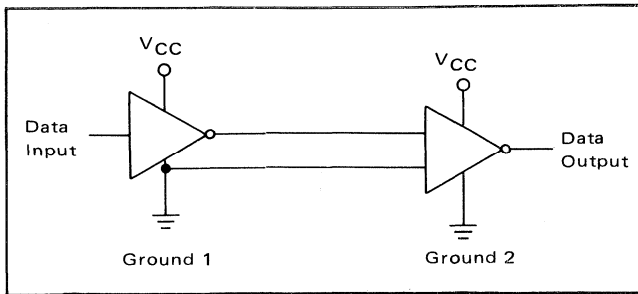 VCC
VCC
Data
Input
Data
Output
Ground 1
Ground 2